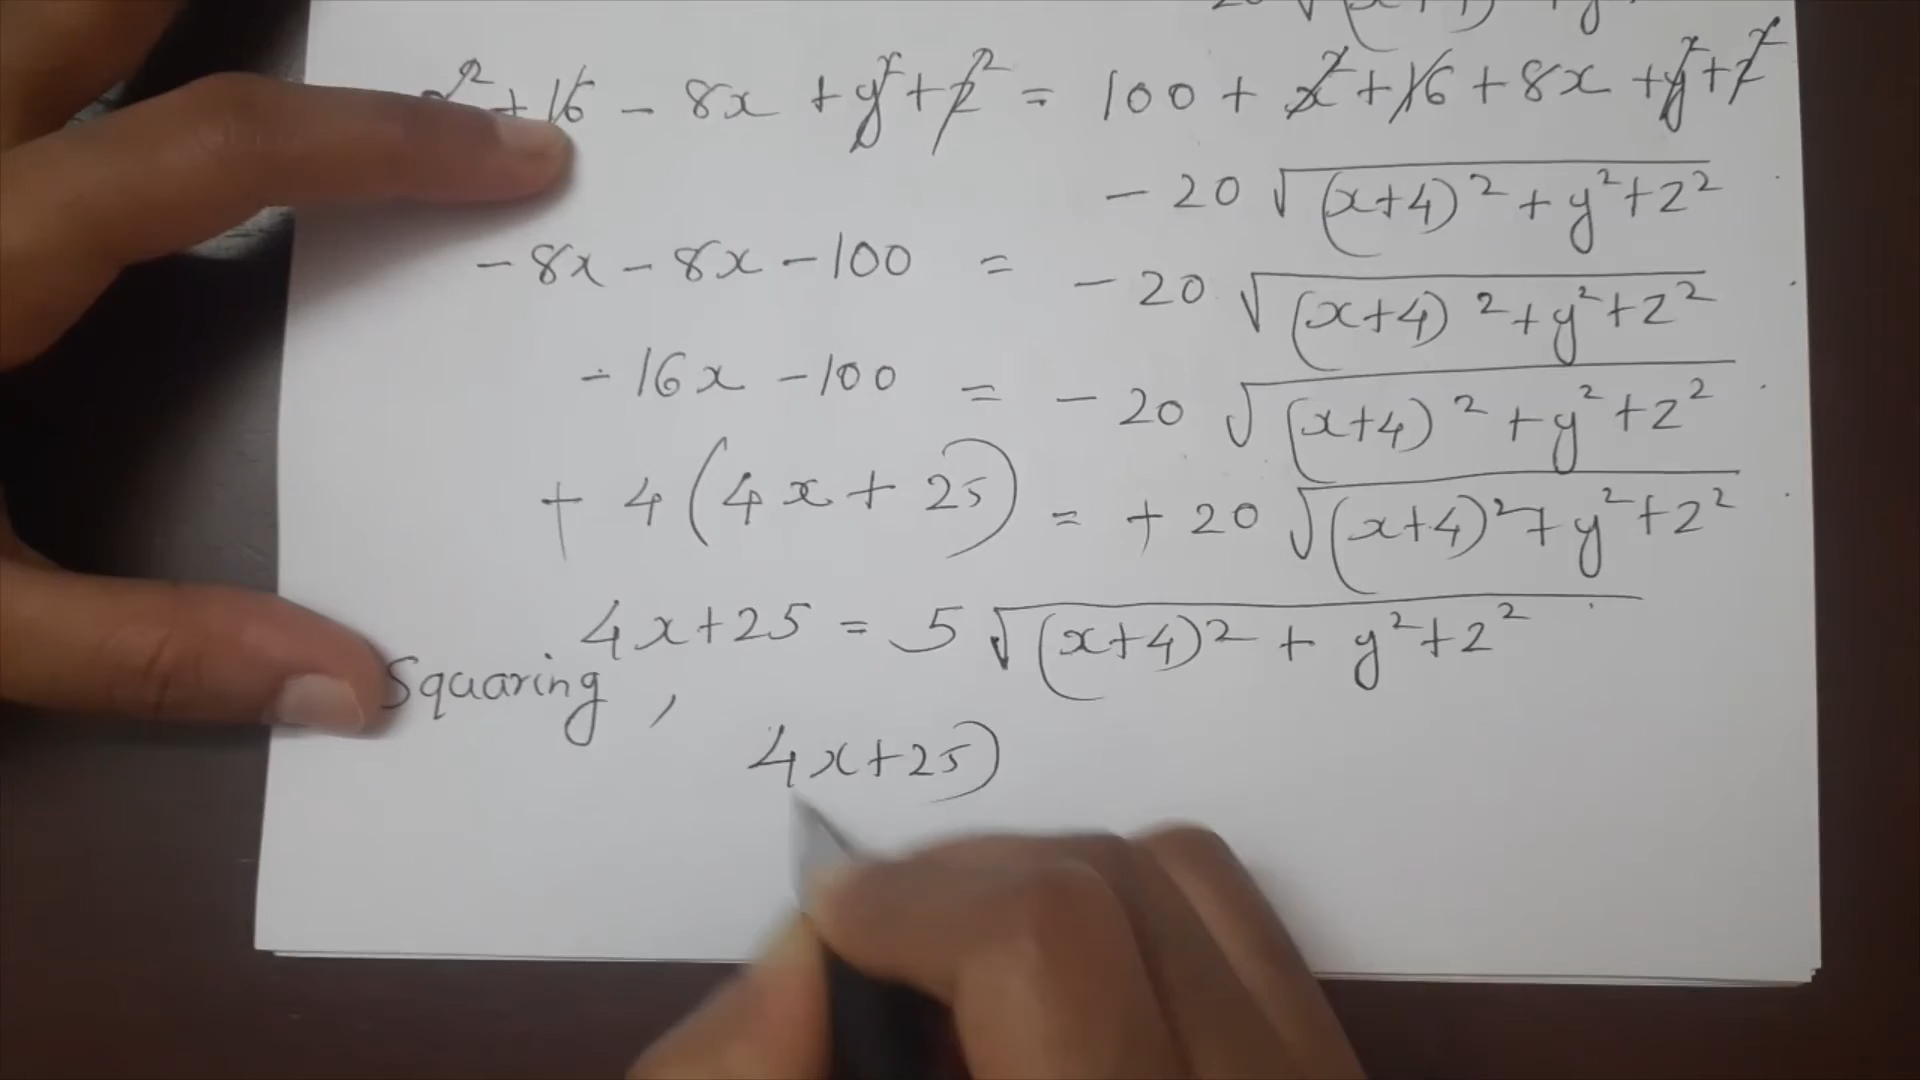 ² + 16 - 8x + y² + z² = 100 + x² + 16 + 8x + y² + z²
- 20 √(x+4)² + y² + z²
- 8x - 8x - 100 = - 20 √(x+4)² + y² + z²
- 16x - 100 = - 20 √(x+4)² + y² + z²
+ 4 (4x + 25) = + 20 √(x+4)² + y² + z²
4x + 25 = 5 √(x+4)² + y² + z²
Squaring,
4x+25)